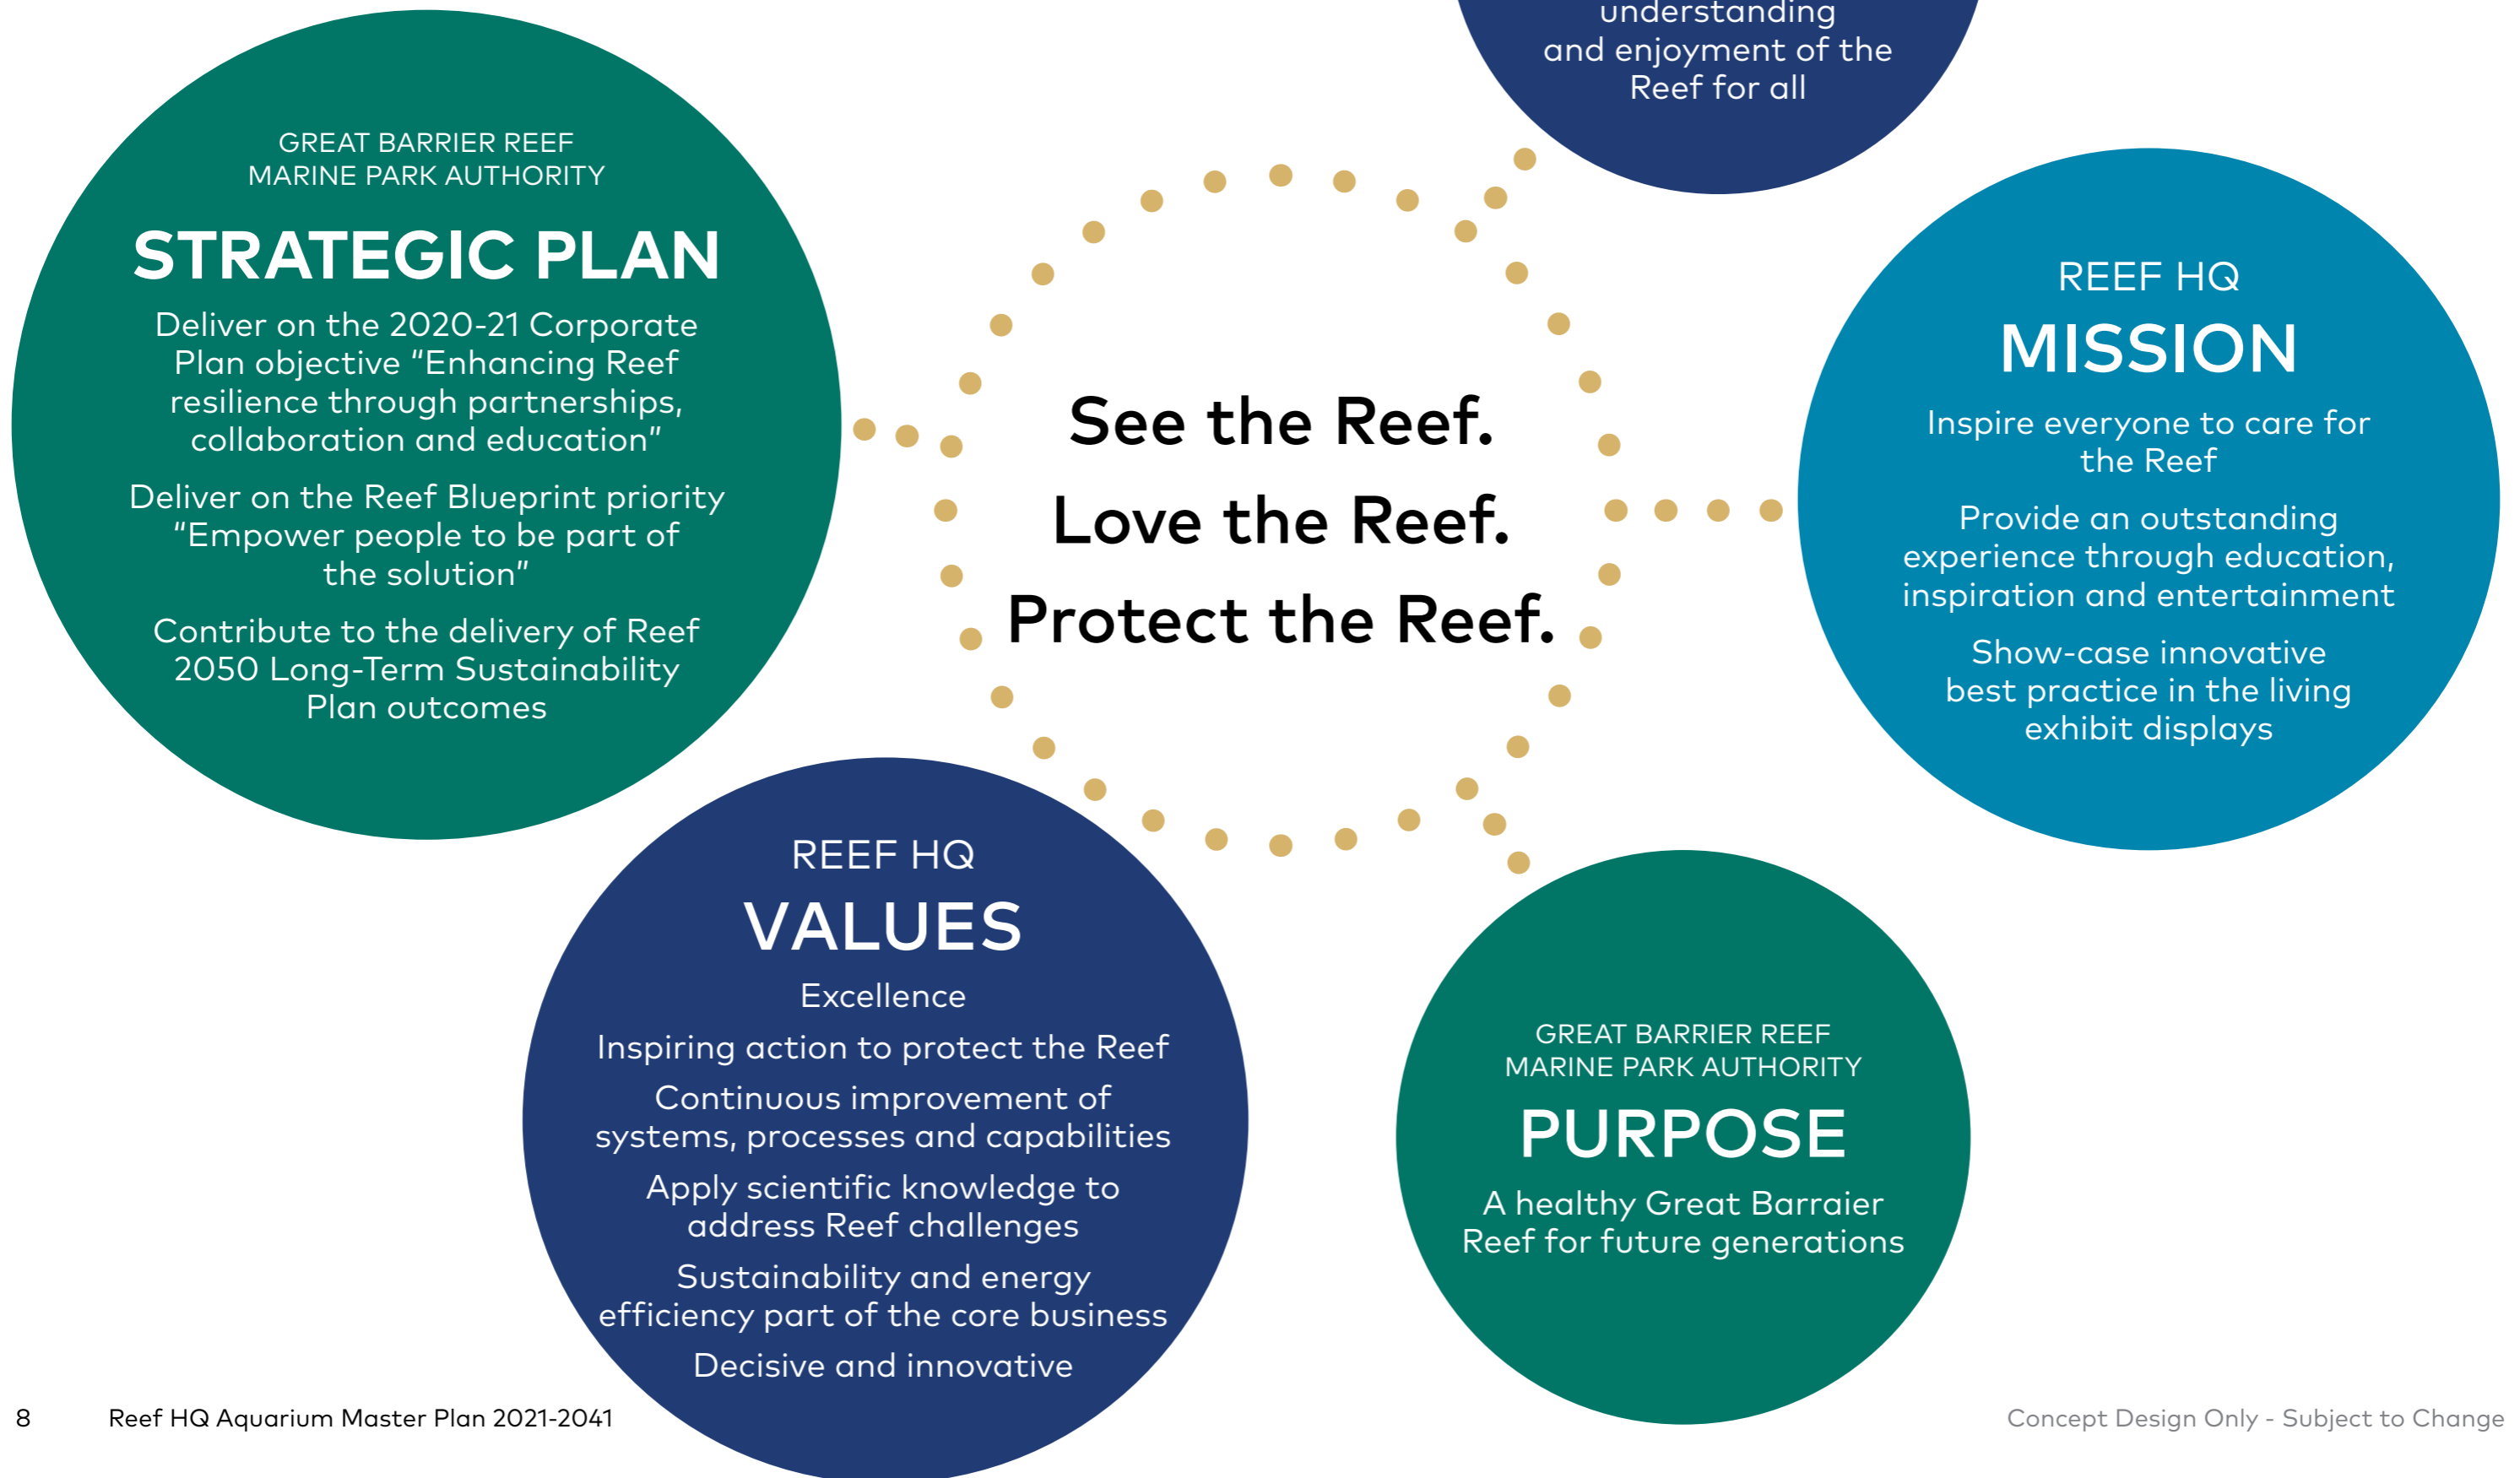 understanding
and enjoyment of the
Reef for all
GREAT BARRIER REEF
MARINE PARK AUTHORITY
STRATEGIC PLAN
Deliver on the 2020-21 Corporate
Plan objective “Enhancing Reef
resilience through partnerships,
collaboration and education”
Deliver on the Reef Blueprint priority
“Empower people to be part of
the solution”
Contribute to the delivery of Reef
2050 Long-Term Sustainability
Plan outcomes
See the Reef.
Love the Reef.
Protect the Reef.
REEF HQ
MISSION
Inspire everyone to care for
the Reef
Provide an outstanding
experience through education,
inspiration and entertainment
Show-case innovative
best practice in the living
exhibit displays
REEF HQ
VALUES
Excellence
Inspiring action to protect the Reef
Continuous improvement of
systems, processes and capabilities
Apply scientific knowledge to
address Reef challenges
Sustainability and energy
efficiency part of the core business
Decisive and innovative
GREAT BARRIER REEF
MARINE PARK AUTHORITY
PURPOSE
A healthy Great Barraier
Reef for future generations
8 Reef HQ Aquarium Master Plan 2021-2041
Concept Design Only - Subject to Change